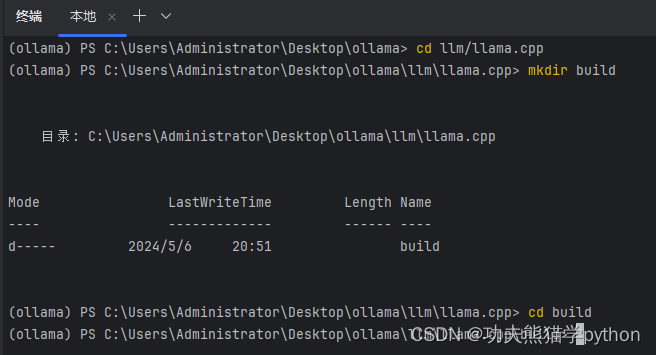 终端 本地 × + ∨
(ollama) PS C:\Users\Administrator\Desktop\ollama> cd llm/llama.cpp
(ollama) PS C:\Users\Administrator\Desktop\ollama\llm\llama.cpp> mkdir build
目录: C:\Users\Administrator\Desktop\ollama\llm\llama.cpp
Mode LastWriteTime Length Name
---- ------------- ------ ----
d----- 2024/5/6 20:51 build
(ollama) PS C:\Users\Administrator\Desktop\ollama\llm\llama.cpp> cd build
(ollama) PS C:\Users\Administrator\Desktop\ollama\llm\llama.cpp\build>
CSDN @功夫熊猫学python